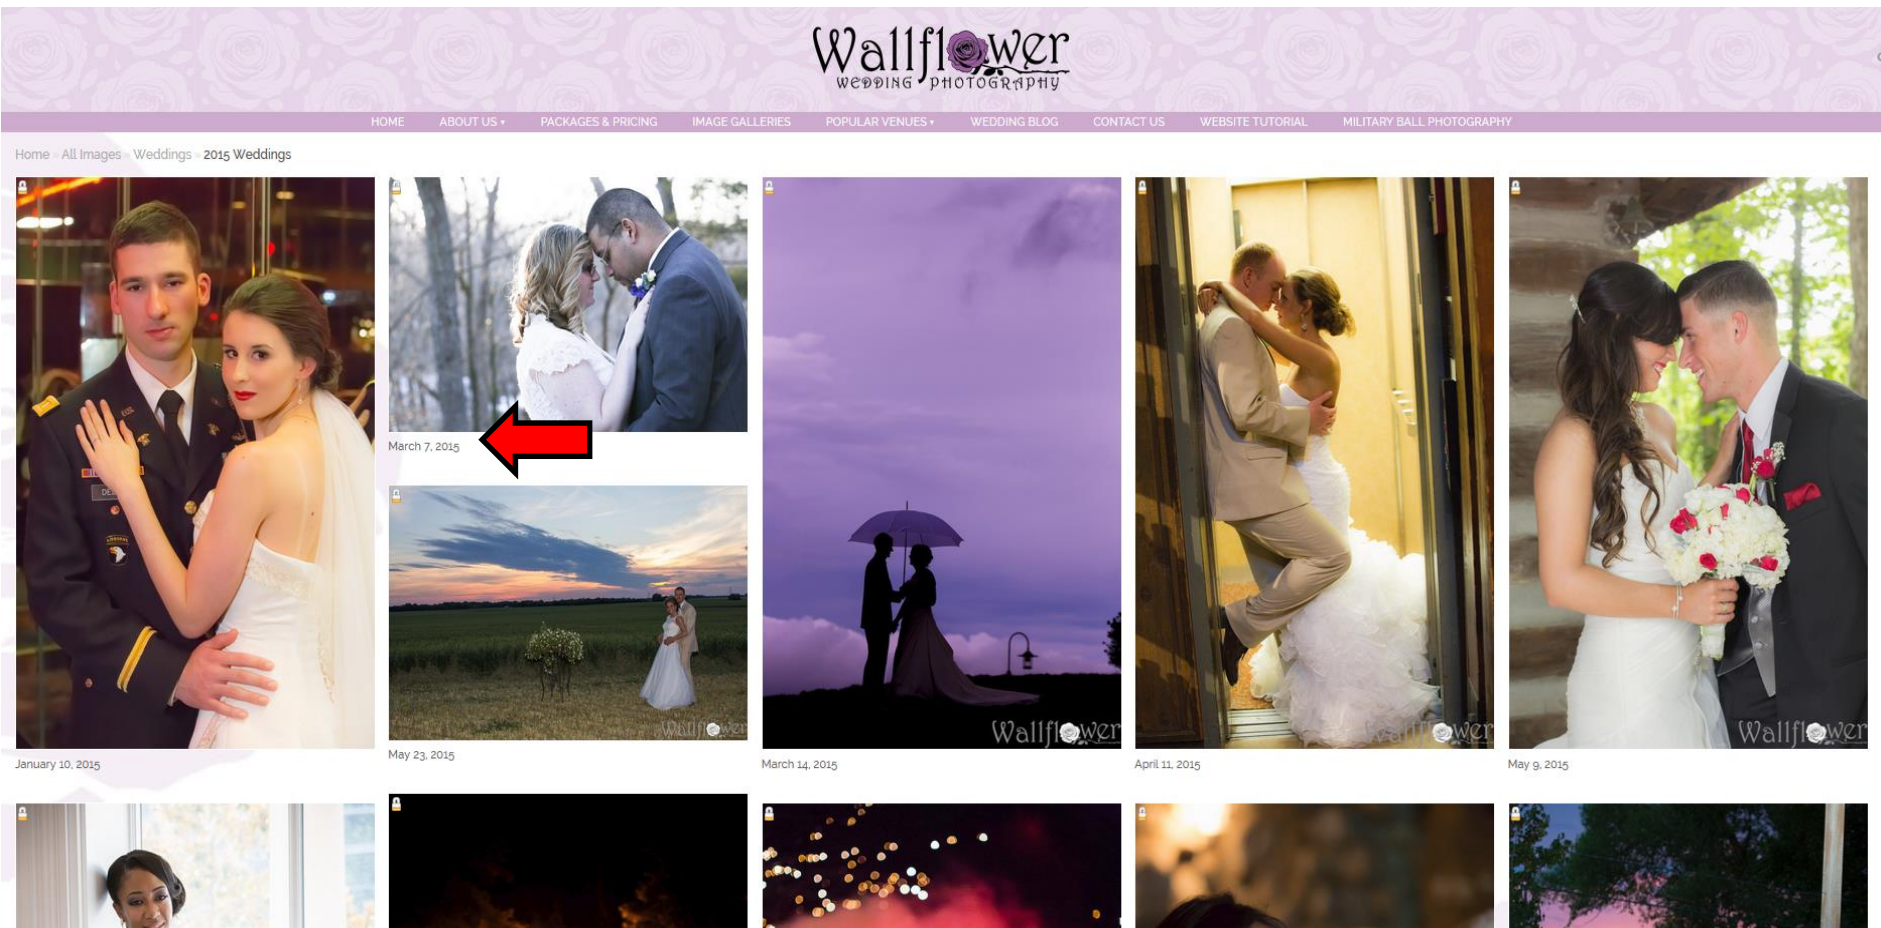 Wallflower
WEDDING PHOTOGRAPHY
HOME ABOUT US ▾ PACKAGES & PRICING IMAGE GALLERIES POPULAR VENUES ▾ WEDDING BLOG CONTACT US WEBSITE TUTORIAL MILITARY BALL PHOTOGRAPHY
Home » All Images » Weddings » 2015 Weddings
March 7, 2015
Wallflower
May 23, 2015
Wallflower
Wallflower
Wallflower
January 10, 2015
March 14, 2015
April 11, 2015
May 9, 2015